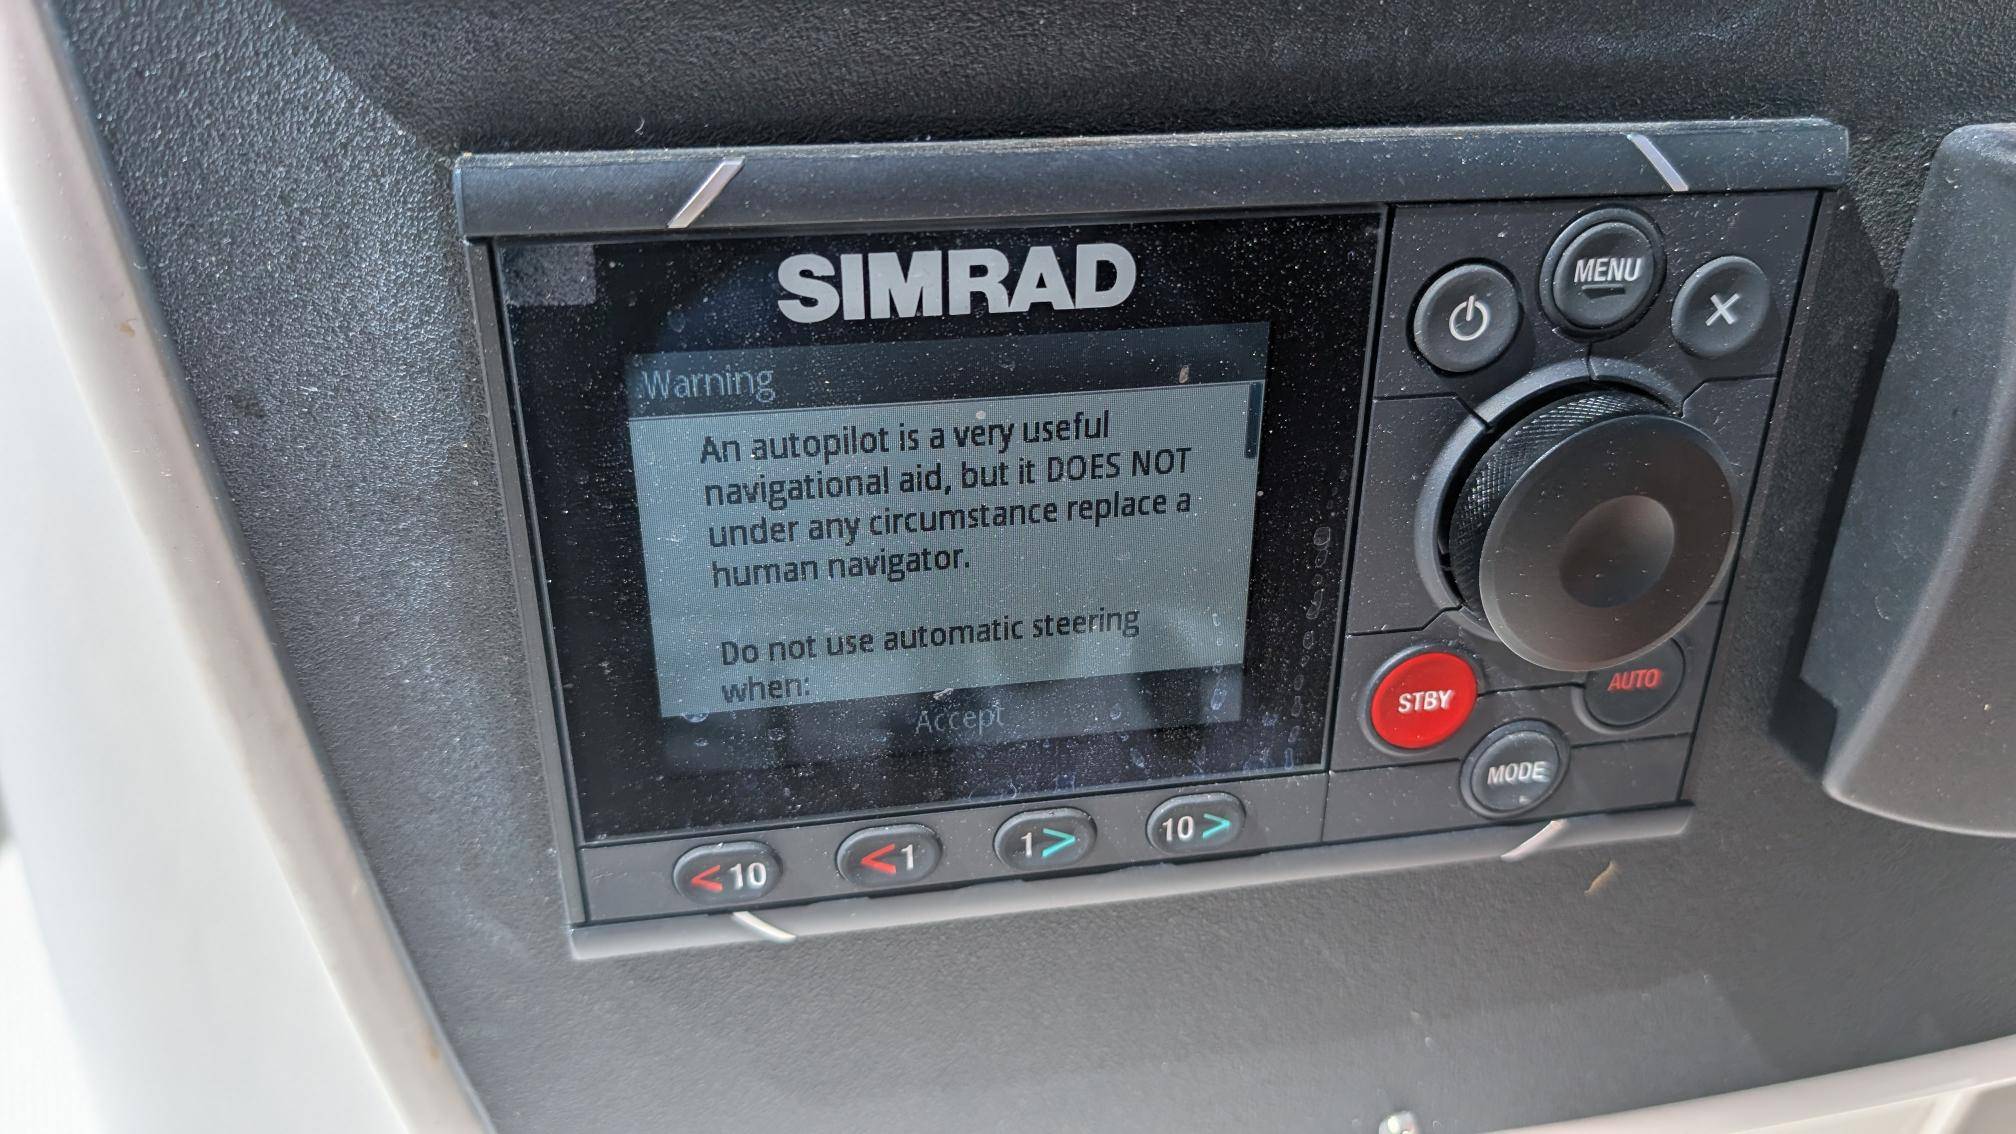 SIMRAD
MENU
X
Warning
An autopilot is a very useful
navigational aid, but it DOES NOT
under any circumstance replace a
human navigator.
Do not use automatic steering
when:
Accept
STBY
AUTO
MODE
<10
<1
1>
10>